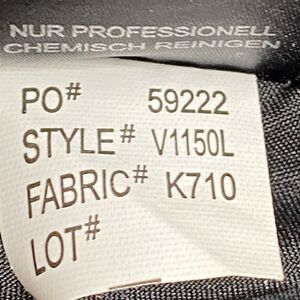 NUR PROFESSIONELL
CHEMISCH REINIGEN
PO# 59222
STYLE# V1150L
FABRIC# K710
LOT#